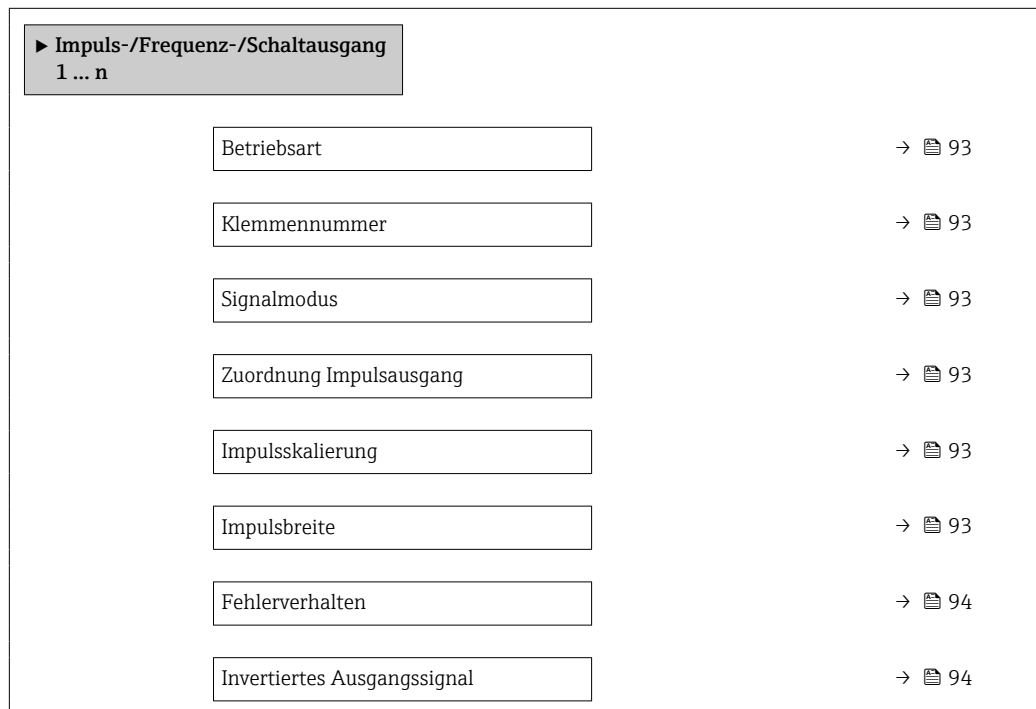 ► Impuls-/Frequenz-/Schaltausgang
1 … n
Betriebsart → 93
Klemmennummer → 93
Signalmodus → 93
Zuordnung Impulsausgang → 93
Impulsskalierung → 93
Impulsbreite → 93
Fehlerverhalten → 94
Invertiertes Ausgangssignal → 94